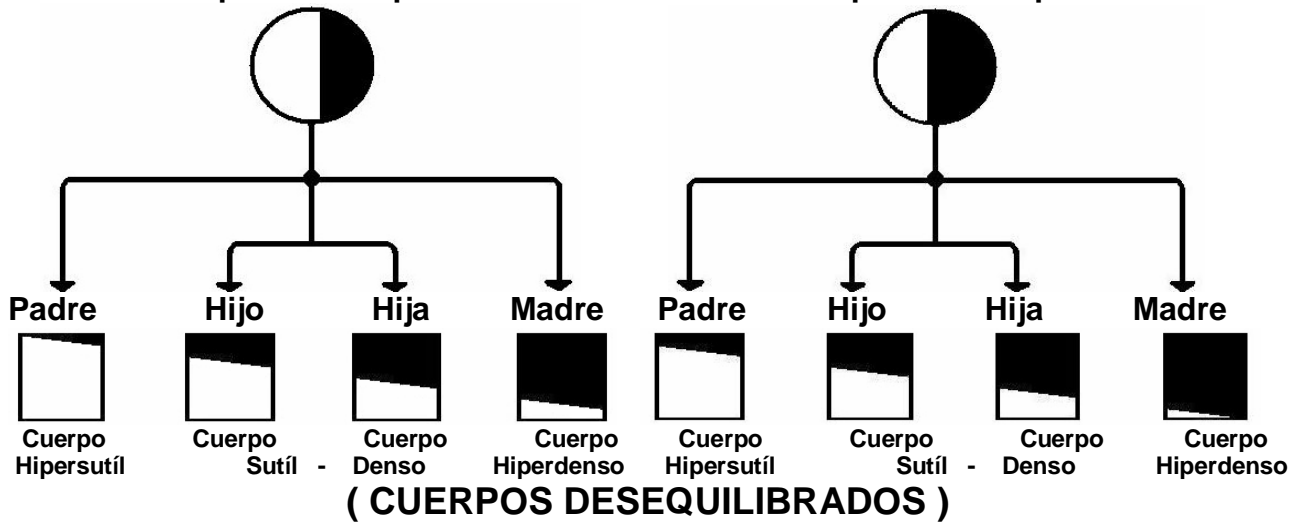 Padre Hijo Hija Madre Padre Hijo Hija Madre
Cuerpo Cuerpo Cuerpo Cuerpo Cuerpo Cuerpo Cuerpo Cuerpo
Hipersutíl Sutíl - Denso Hiperdenso Hipersutíl Sutíl - Denso Hiperdenso
( CUERPOS DESEQUILIBRADOS )